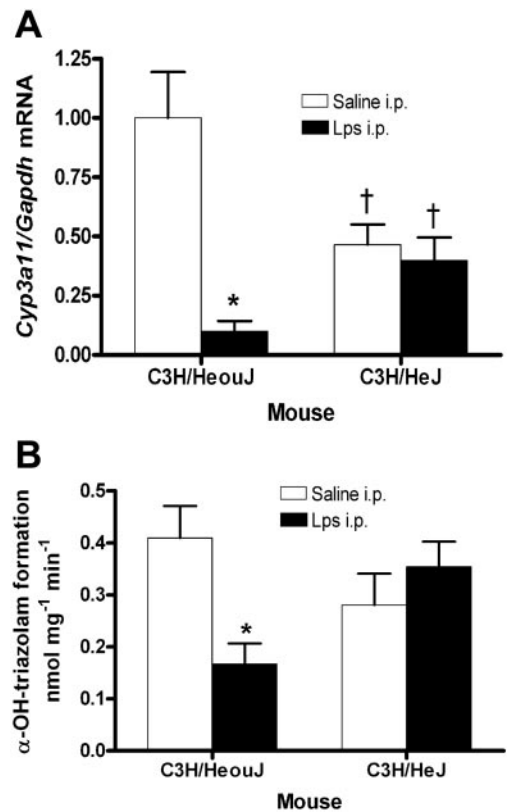 A
Cyp3a11/Gapdh mRNA
1.25
1.00
0.75
0.50
0.25
0.00
Saline i.p.
Lps i.p.
*
†
†
C3H/HeouJ
C3H/HeJ
Mouse
B
α-OH-triazolam formation
nmol mg⁻¹ min⁻¹
0.5
0.4
0.3
0.2
0.1
0.0
Saline i.p.
Lps i.p.
*
C3H/HeouJ
C3H/HeJ
Mouse